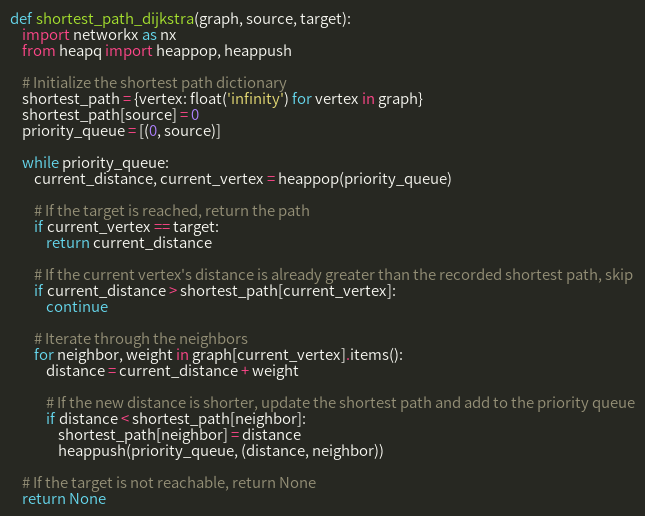 def shortest_path_dijkstra(graph, source, target):
    import networkx as nx
    from heapq import heappop, heappush

    # Initialize the shortest path dictionary
    shortest_path = {vertex: float('infinity') for vertex in graph}
    shortest_path[source] = 0
    priority_queue = [(0, source)]

    while priority_queue:
        current_distance, current_vertex = heappop(priority_queue)

        # If the target is reached, return the path
        if current_vertex == target:
            return current_distance

        # If the current vertex's distance is already greater than the recorded shortest path, skip
        if current_distance > shortest_path[current_vertex]:
            continue

        # Iterate through the neighbors
        for neighbor, weight in graph[current_vertex].items():
            distance = current_distance + weight

            # If the new distance is shorter, update the shortest path and add to the priority queue
            if distance < shortest_path[neighbor]:
                shortest_path[neighbor] = distance
                heappush(priority_queue, (distance, neighbor))

    # If the target is not reachable, return None
    return None